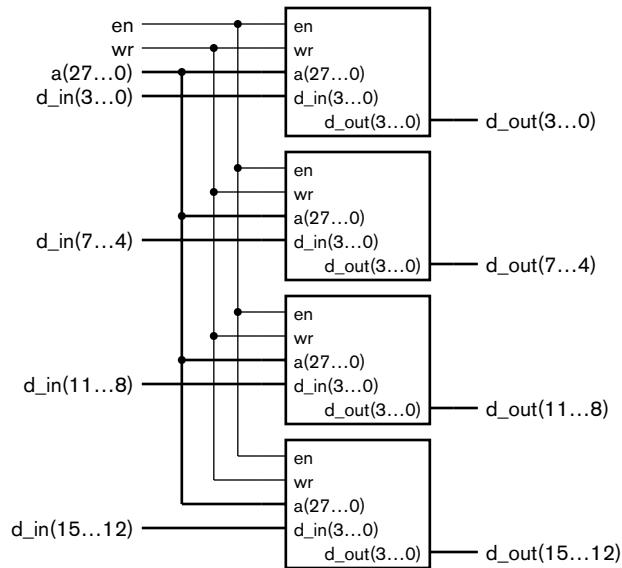 en
en
wr
wr
a(27…0)
a(27…0)
d_in(3…0)
d_in(3…0)
d_out(3…0)
d_out(3…0)
en
wr
a(27…0)
d_in(7…4)
d_in(3…0)
d_out(3…0)
d_out(7…4)
en
wr
a(27…0)
d_in(11…8)
d_in(3…0)
d_out(3…0)
d_out(11…8)
en
wr
a(27…0)
d_in(15…12)
d_in(3…0)
d_out(3…0)
d_out(15…12)